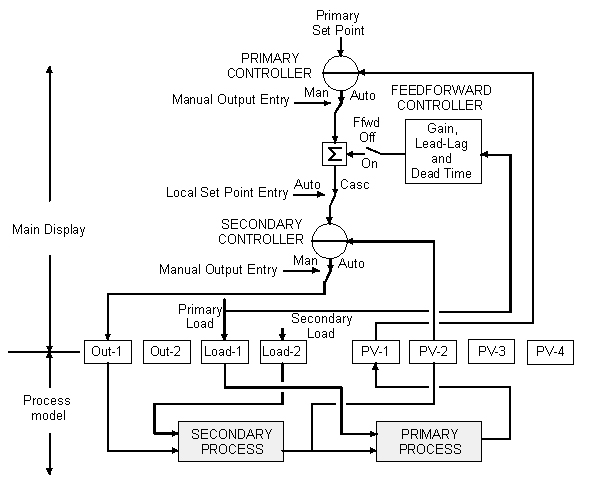 Primary
Set Point
PRIMARY
CONTROLLER
Man
Auto
Manual Output Entry
FEEDFORWARD
CONTROLLER
Ffwd
Off
On
Gain,
Lead-Lag
and
Dead Time
Σ
Auto
Casc
Local Set Point Entry
SECONDARY
CONTROLLER
Main Display
Man
Auto
Manual Output Entry
Primary
Load
Secondary
Load
Out-1
Out-2
Load-1
Load-2
PV-1
PV-2
PV-3
PV-4
Process
model
SECONDARY
PROCESS
PRIMARY
PROCESS